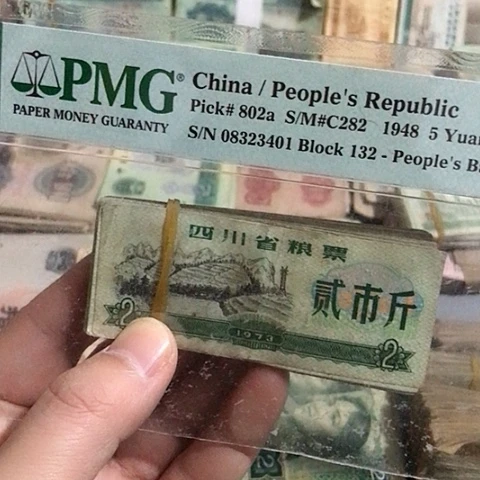 PMG®
PAPER MONEY GUARANTY
China / People's Republic
Pick# 802a S/M#C282 1948 5 Yuan
S/N 08323401 Block 132 - People's B
四川省粮票
贰市斤
2
1973
2